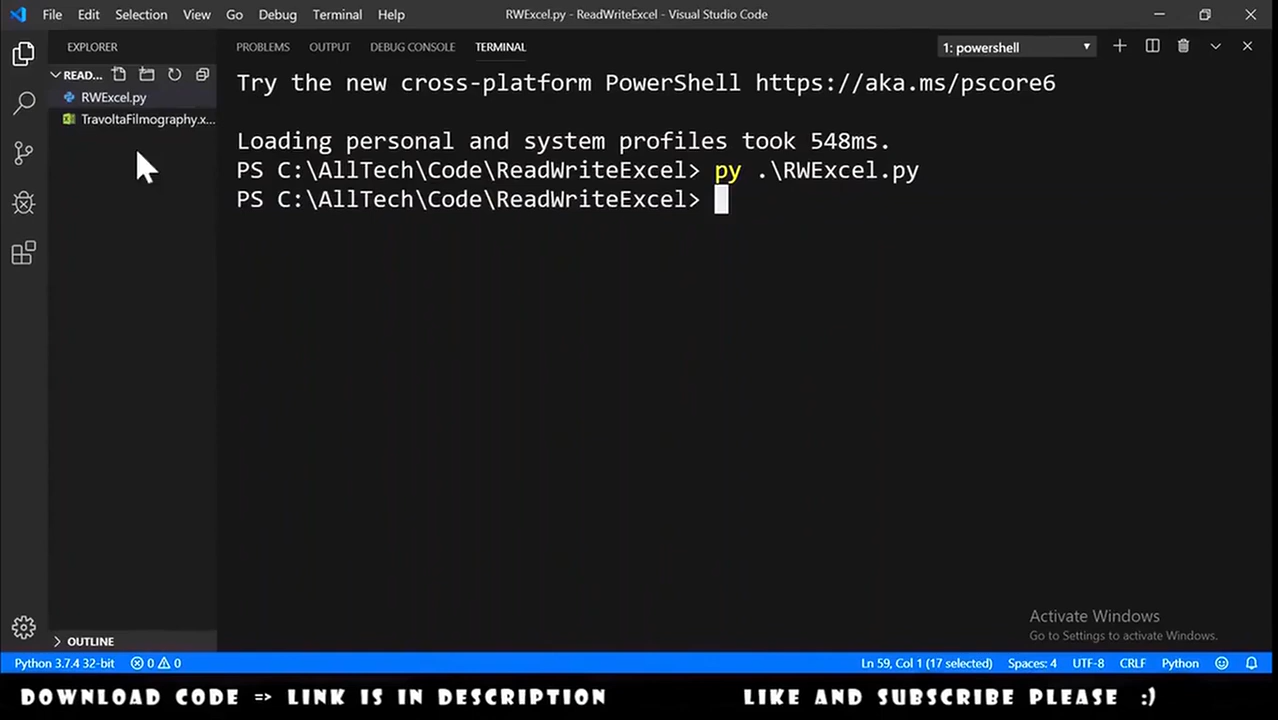 File Edit Selection View Go Debug Terminal Help RWExcel.py - ReadWriteExcel - Visual Studio Code
EXPLORER
READ...
RWExcel.py
TravoltaFilmography.x...
OUTLINE
PROBLEMS OUTPUT DEBUG CONSOLE TERMINAL 1: powershell
Try the new cross-platform PowerShell https://aka.ms/pscore6
Loading personal and system profiles took 548ms.
PS C:\AllTech\Code\ReadWriteExcel> py .\RWExcel.py
PS C:\AllTech\Code\ReadWriteExcel>
Activate Windows
Go to Settings to activate Windows.
Python 3.7.4 32-bit 0 0 Ln 59, Col 1 (17 selected) Spaces: 4 UTF-8 CRLF Python
DOWNLOAD CODE => LINK IS IN DESCRIPTION LIKE AND SUBSCRIBE PLEASE :)